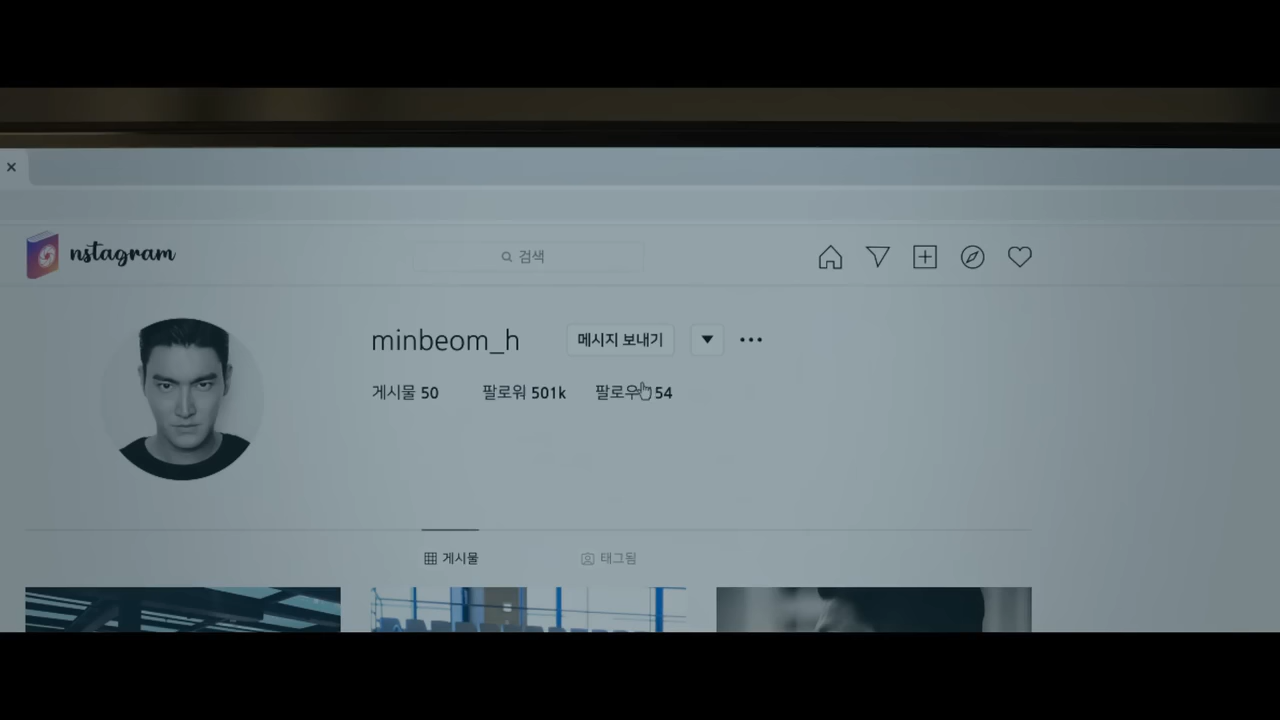 nstagram
검색
minbeom_h 메시지 보내기
게시물 50 팔로워 501k 팔로우 54
게시물 태그됨